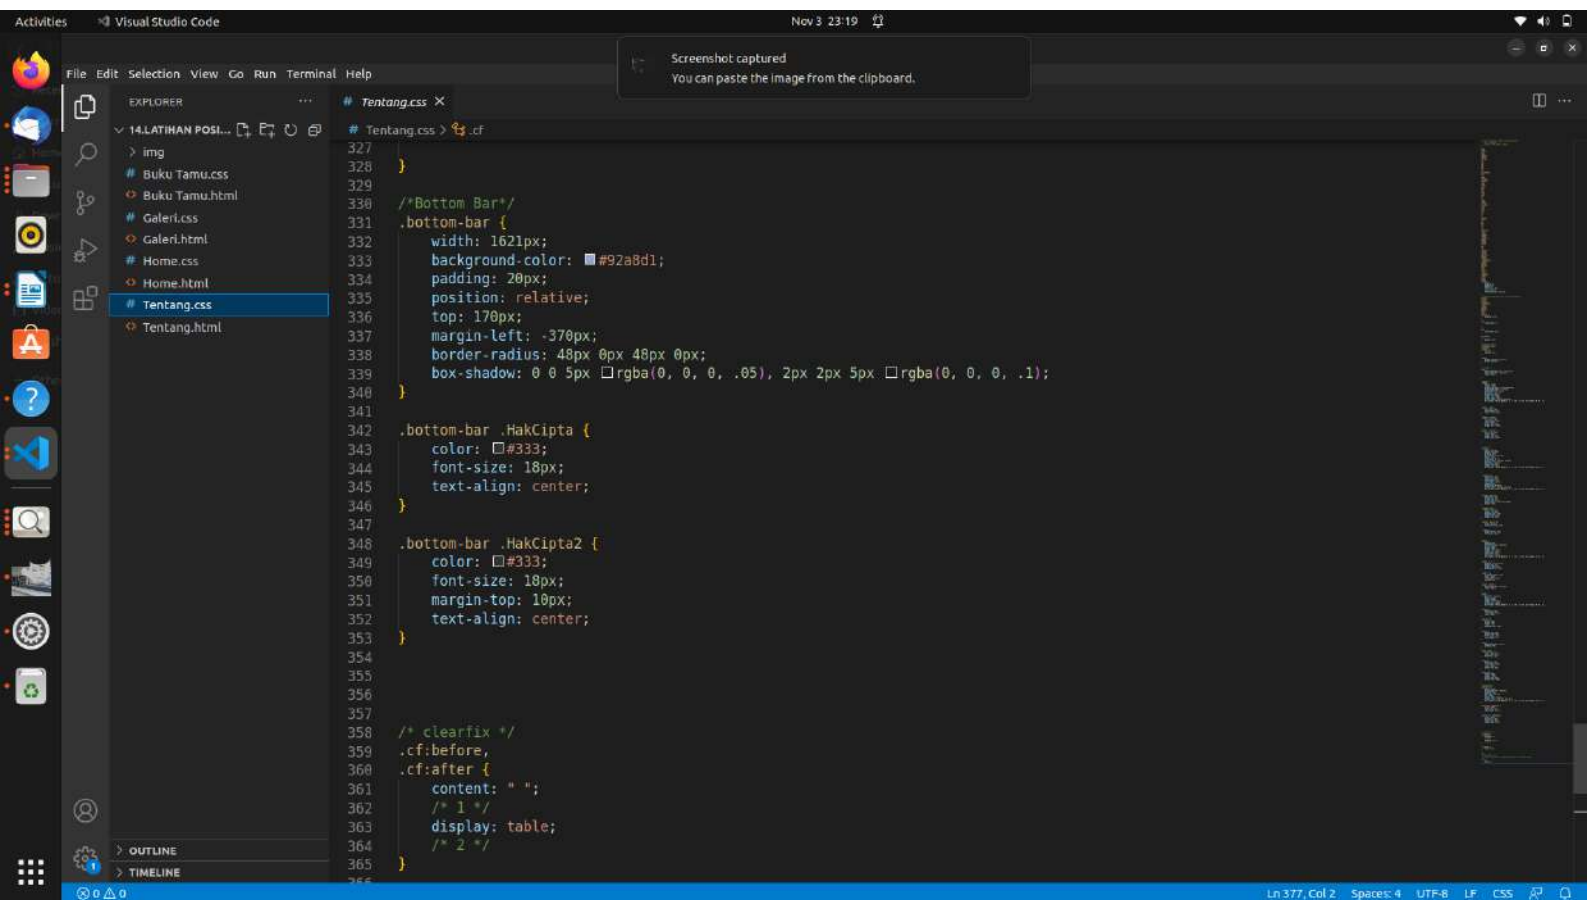 Activities Visual Studio Code Nov 3 23:19
Screenshot captured
You can paste the image from the clipboard.
File Edit Selection View Go Run Terminal Help
EXPLORER ··· # Tentang.css ×
14.LATIHAN POSI... # Tentang.css > .cf
> img
# Buku Tamu.css
<> Buku Tamu.html
# Galeri.css
<> Galeri.html
# Home.css
<> Home.html
# Tentang.css
<> Tentang.html
> OUTLINE
> TIMELINE
327
328 }
329
330 /*Bottom Bar*/
331 .bottom-bar {
332 width: 1621px;
333 background-color: #92a8d1;
334 padding: 20px;
335 position: relative;
336 top: 170px;
337 margin-left: -370px;
338 border-radius: 48px 0px 48px 0px;
339 box-shadow: 0 0 5px rgba(0, 0, 0, .05), 2px 2px 5px rgba(0, 0, 0, .1);
340 }
341
342 .bottom-bar .HakCipta {
343 color: #333;
344 font-size: 18px;
345 text-align: center;
346 }
347
348 .bottom-bar .HakCipta2 {
349 color: #333;
350 font-size: 18px;
351 margin-top: 10px;
352 text-align: center;
353 }
354
355
356
357
358 /* clearfix */
359 .cf:before,
360 .cf:after {
361 content: " ";
362 /* 1 */
363 display: table;
364 /* 2 */
365 }
0 0 Ln 377, Col 2 Spaces: 4 UTF-8 LF CSS